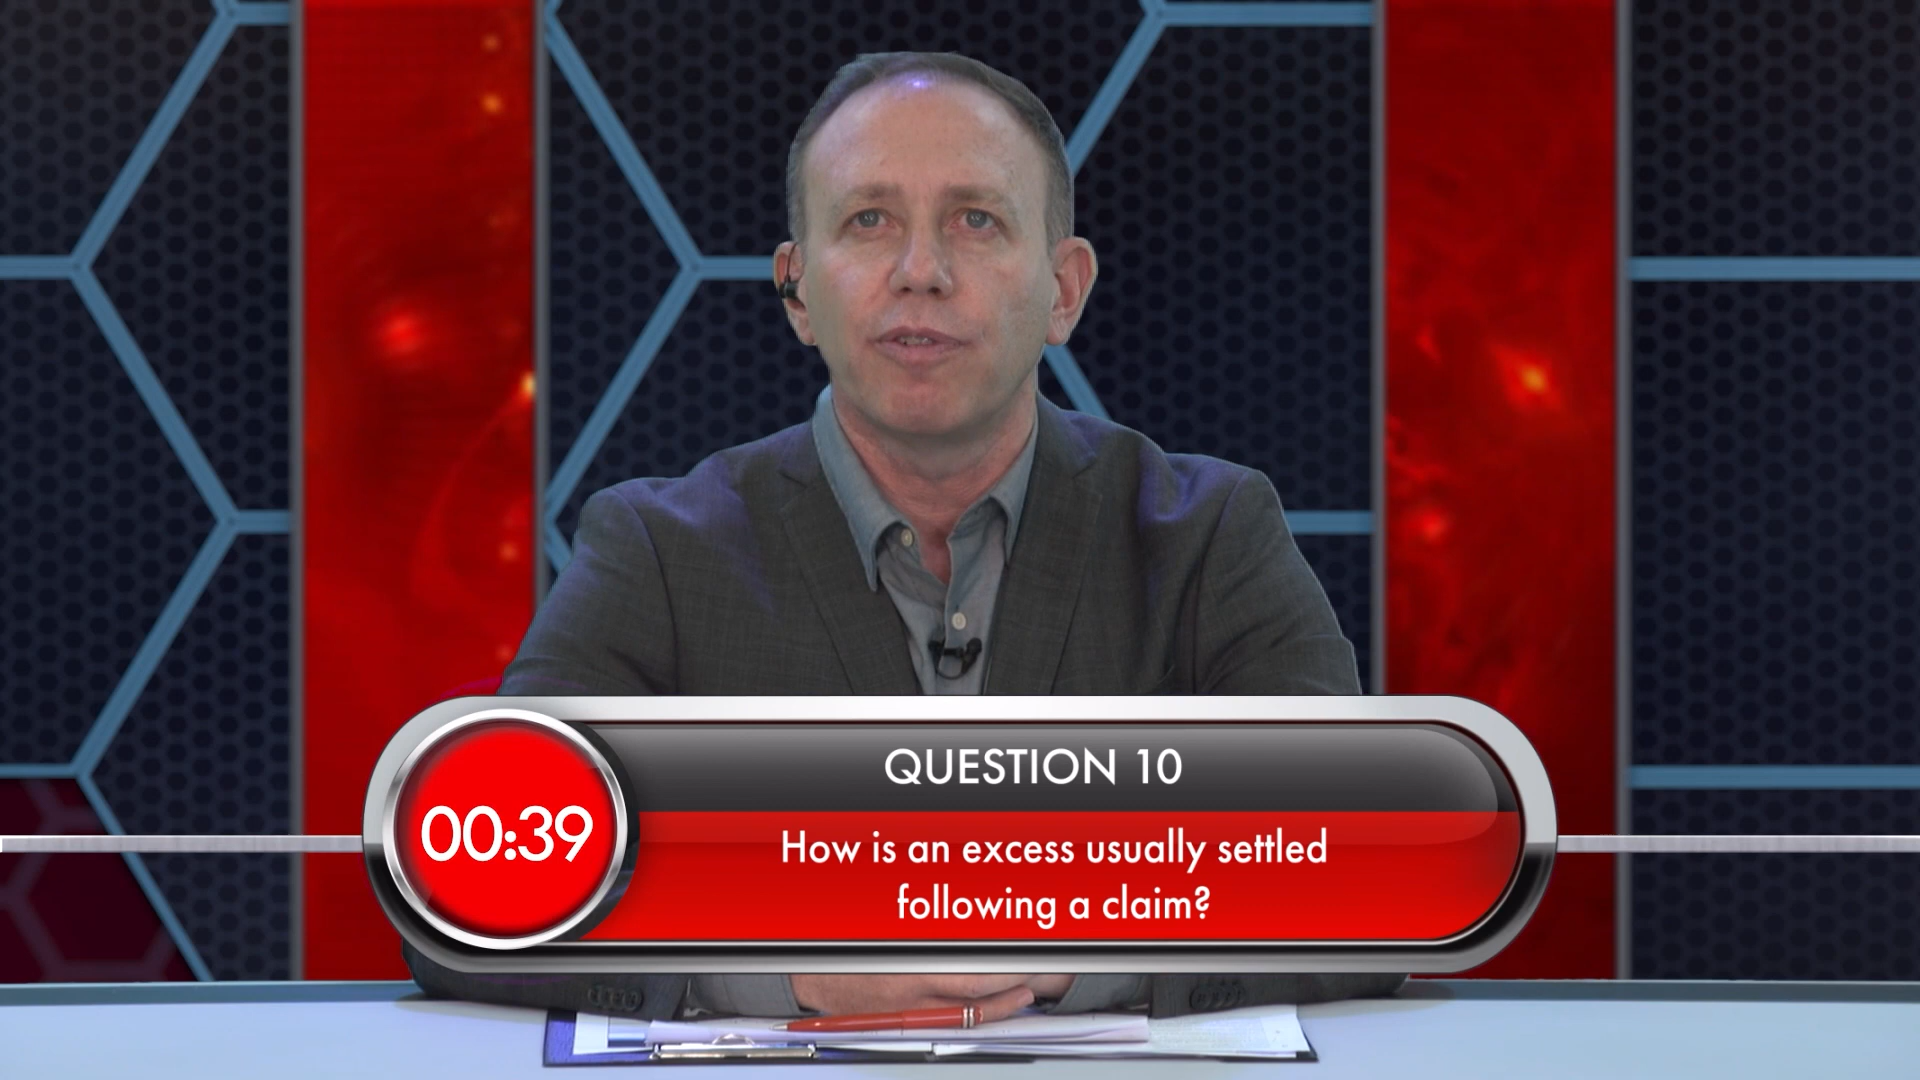 QUESTION 10
00:39
How is an excess usually settled
following a claim?